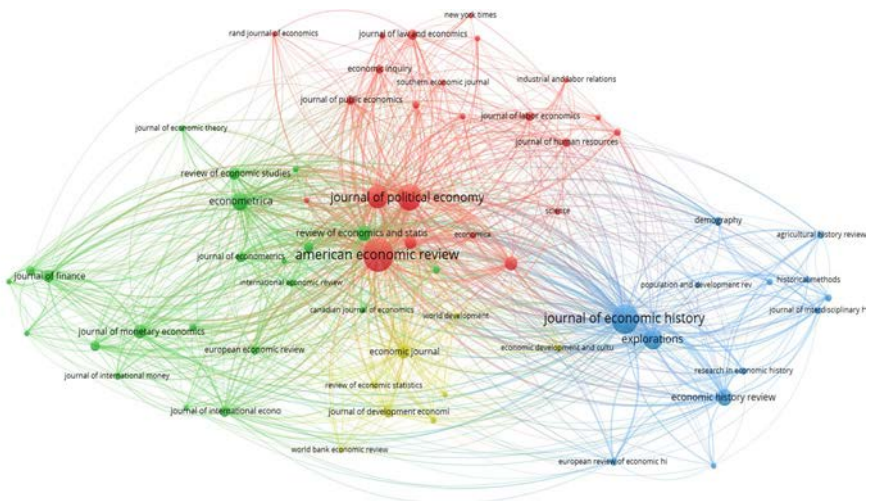 new york times
rand journal of economics
journal of law and economics
economic inquiry
southern economic journal
industrial and labor relations
journal of public economics
journal of labor economics
journal of economic theory
journal of human resources
review of economic studies
econometrica
journal of political economy
science
demography
review of economics and statis
economica
agricultural history review
journal of econometrics
american economic review
journal of finance
international economic review
population and development rev
historical methods
canadian journal of economics
world development
journal of economic history
journal of interdisciplinary h
journal of monetary economics
explorations
european economic review
economic journal
economic development and cultu
journal of international money
review of economic statistics
research in economic history
economic history review
journal of international econo
journal of development economi
world bank economic review
european review of economic hi